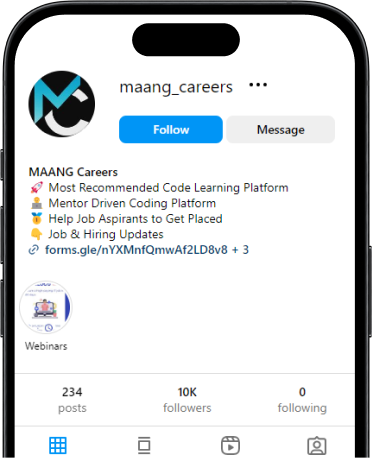 maang_careers
Follow Message
MAANG Careers
🚀 Most Recommended Code Learning Platform
👨‍💻 Mentor Driven Coding Platform
🏅 Help Job Aspirants to Get Placed
👇 Job & Hiring Updates
forms.gle/nYXMnfQmwAf2LD8v8 + 3
Webinars
234 10K 0
posts followers following